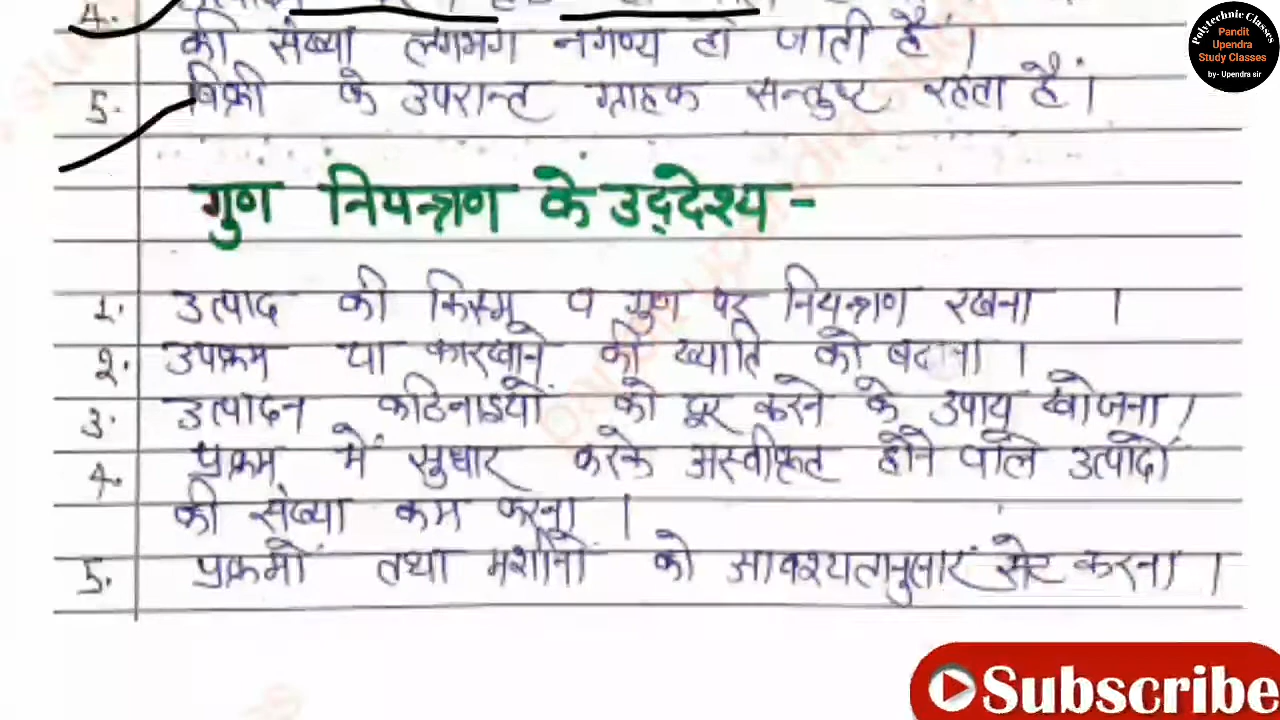 4.
की संख्या लगभग नगण्य हो जाती है।
5. बिक्री के उपरान्त ग्राहक सन्तुष्ट रहता है।
गुण नियन्त्रण के उद्देश्य -
1. उत्पाद की किस्म व गुण पर नियन्त्रण रखना ।
2. उपक्रम या कारखाने की ख्याति को बढाना ।
3. उत्पादन कठिनाइयों को दूर करने के उपाय खोजना ।
4. प्रक्रम में सुधार करके अस्वीकृत होने वाले उत्पादों
की संख्या कम करना ।
5. प्रक्रमों तथा मशीनों को आवश्यतानुसार सेट करना ।
Polytechnic Classes
Pandit
Upendra
Study Classes
by- Upendra sir
Subscribe